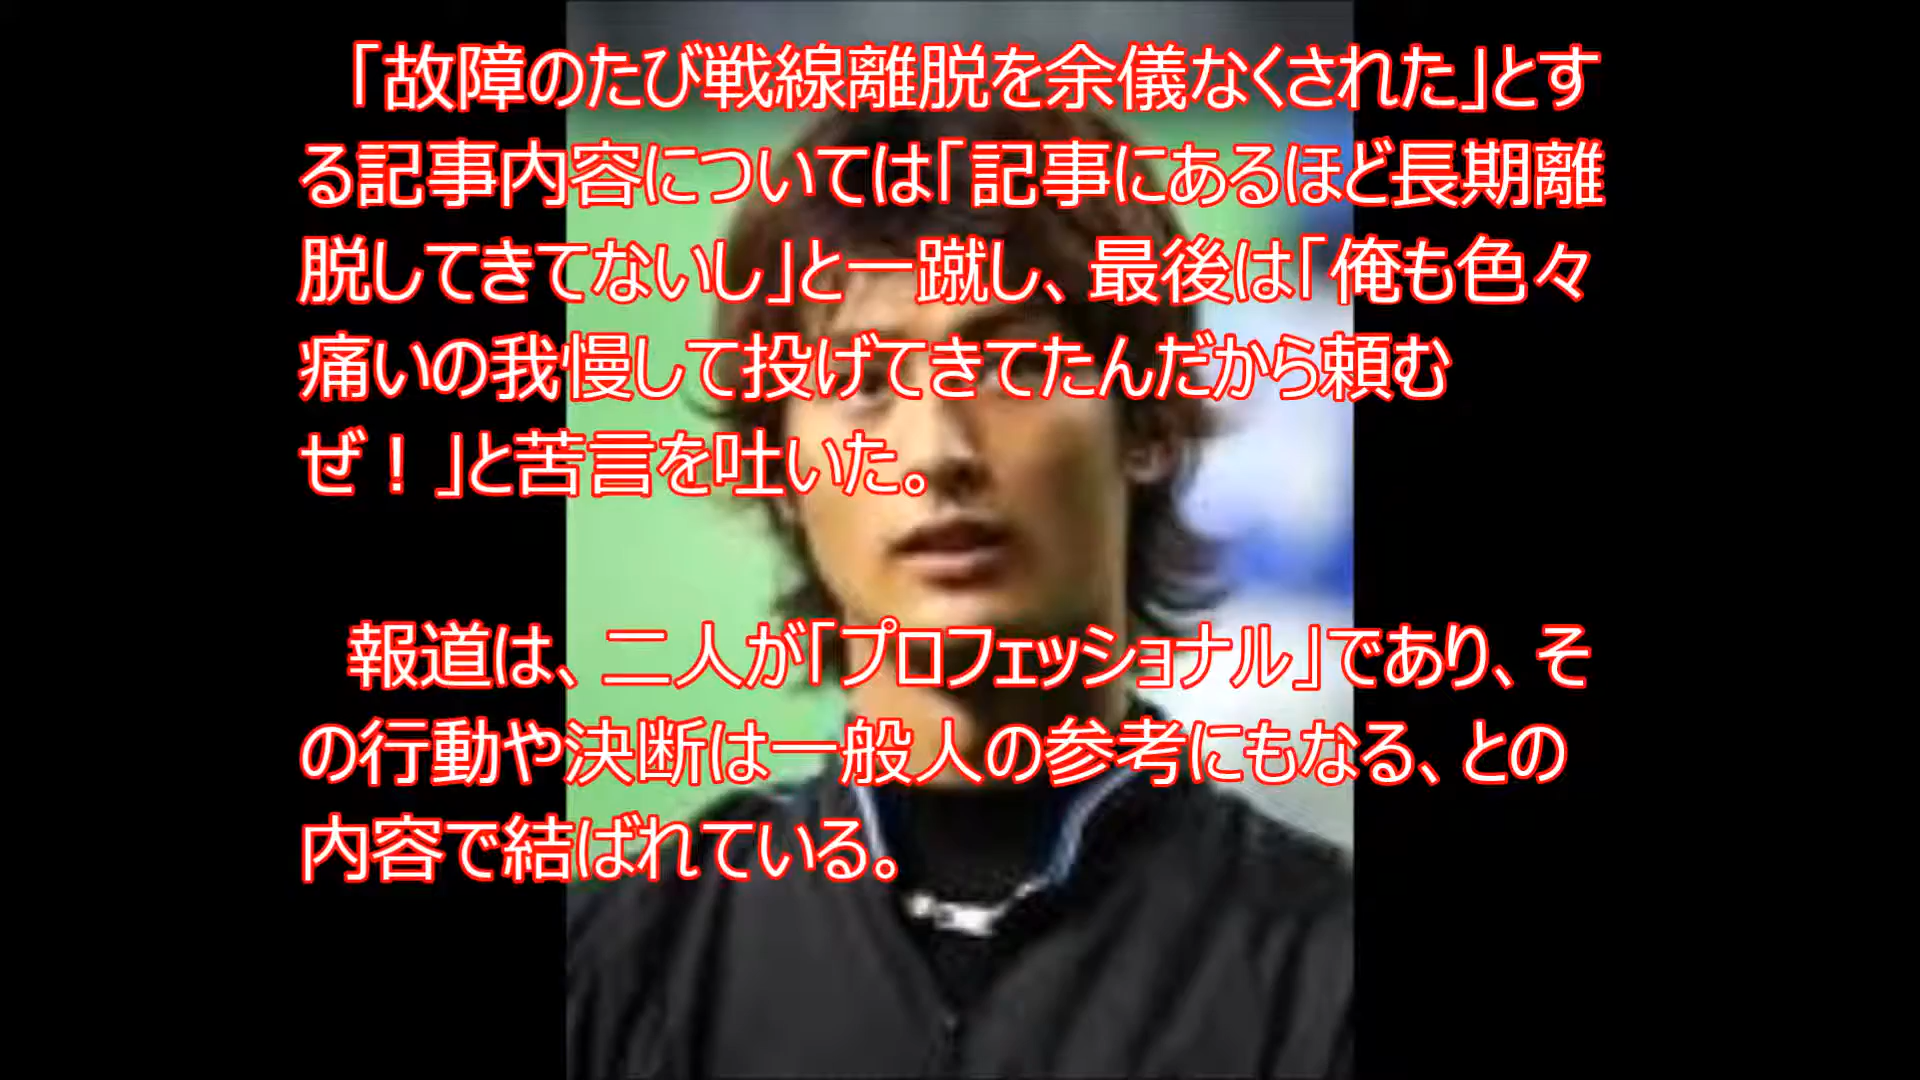 「故障のたび戦線離脱を余儀なくされた」とす
る記事内容については「記事にあるほど長期離
脱してきてないし」と一蹴し、最後は「俺も色々
痛いの我慢して投げてきてたんだから頼む
ぜ！」と苦言を吐いた。
報道は、二人が「プロフェッショナル」であり、そ
の行動や決断は一般人の参考にもなる、との
内容で結ばれている。